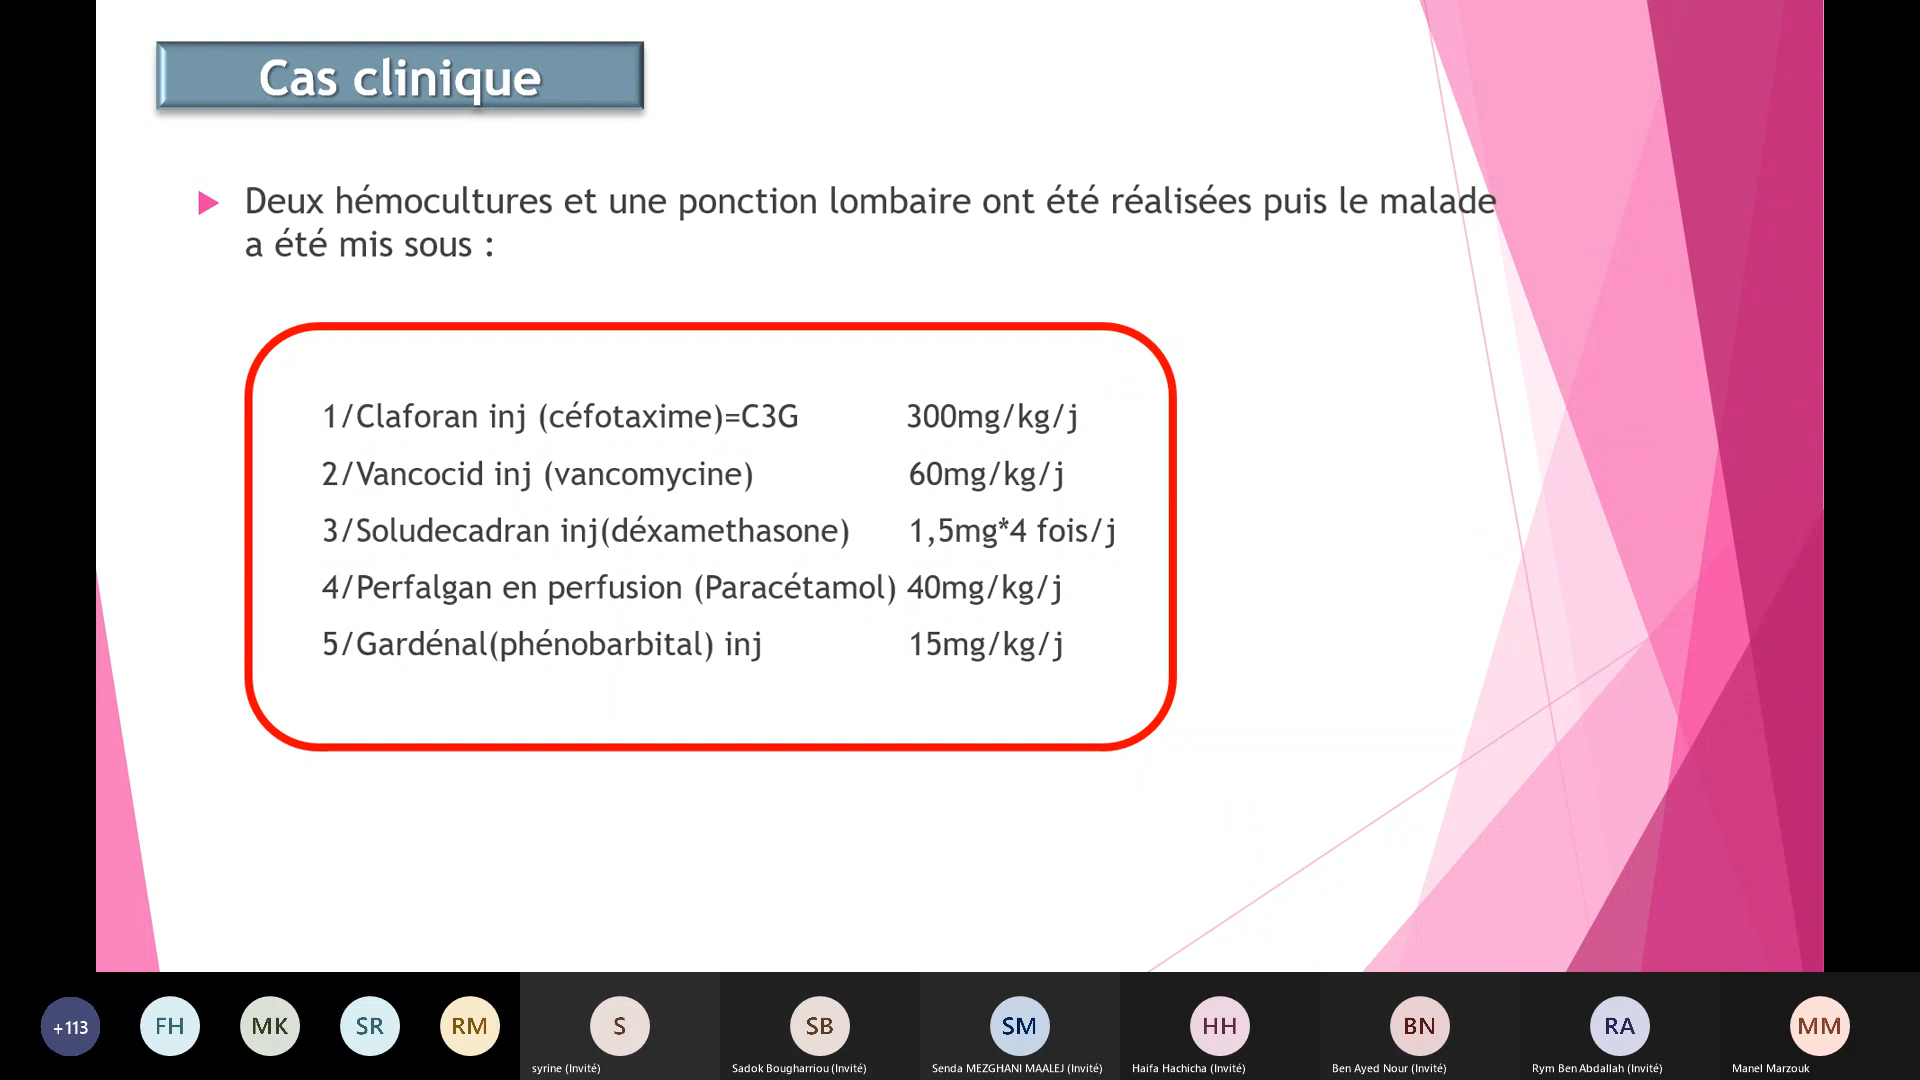 Cas clinique
Deux hémocultures et une ponction lombaire ont été réalisées puis le malade
a été mis sous :
1/Claforan inj (céfotaxime)=C3G 300mg/kg/j
2/Vancocid inj (vancomycine) 60mg/kg/j
3/Soludecadran inj(déxamethasone) 1,5mg*4 fois/j
4/Perfalgan en perfusion (Paracétamol) 40mg/kg/j
5/Gardénal(phénobarbital) inj 15mg/kg/j
+113 FH MK SR RM S SB SM HH BN RA MM
syrine (Invité) Sadok Bougharriou (Invité) Senda MEZGHANI MAALEJ (Invité) Haifa Hachicha (Invité) Ben Ayed Nour (Invité) Rym Ben Abdallah (Invité) Manel Marzouk